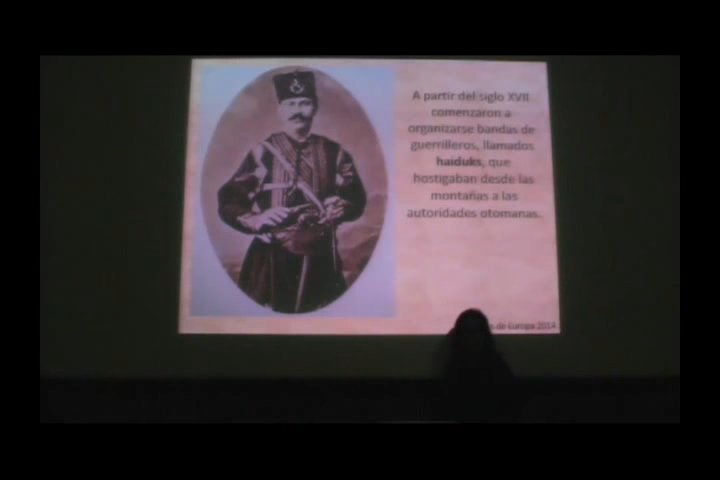 A partir del siglo XVII
comenzaron a
organizarse bandas de
guerrilleros, llamados
haiduks, que
hostigaban desde las
montañas a las
autoridades otomanas.
de Europa 2014